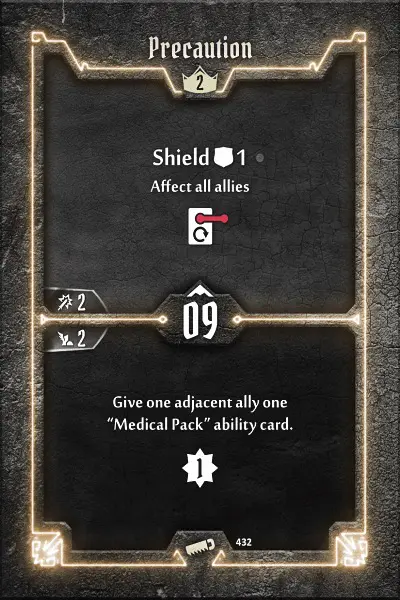 Precaution
2
Shield 1
Affect all allies
2
09
2
Give one adjacent ally one
“Medical Pack” ability card.
1
432